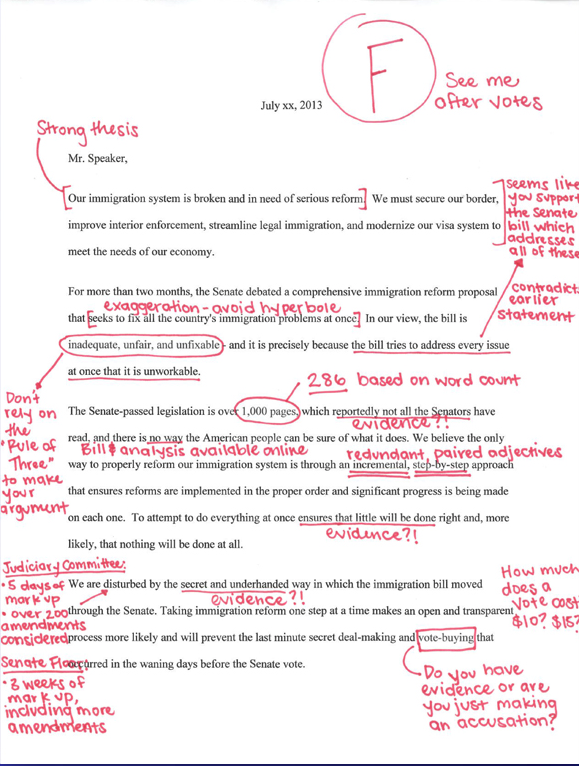 F
See me
after votes
July xx, 2013
Strong thesis
Mr. Speaker,
Our immigration system is broken and in need of serious reform. We must secure our border,
improve interior enforcement, streamline legal immigration, and modernize our visa system to
meet the needs of our economy.
seems like
you support
the Senate
bill which
addresses
all of these
For more than two months, the Senate debated a comprehensive immigration reform proposal
exaggeration - avoid hyperbole
that seeks to fix all the country's immigration problems at once. In our view, the bill is
contradicts
earlier
statement
inadequate, unfair, and unfixable - and it is precisely because the bill tries to address every issue
at once that it is unworkable.
286 based on word count
Don't
rely on
the
"Rule of
Three"
to make
your
argument
The Senate-passed legislation is over 1,000 pages, which reportedly not all the Senators have
evidence?!
read, and there is no way the American people can be sure of what it does. We believe the only
Bill & analysis available online
redundant, paired adjectives
way to properly reform our immigration system is through an incremental, step-by-step approach
that ensures reforms are implemented in the proper order and significant progress is being made
on each one. To attempt to do everything at once ensures that little will be done right and, more
evidence?!
likely, that nothing will be done at all.
Judiciary Committee:
• 5 days of
mark up
• over 200
amendments
considered
We are disturbed by the secret and underhanded way in which the immigration bill moved
evidence?!
through the Senate. Taking immigration reform one step at a time makes an open and transparent
process more likely and will prevent the last minute secret deal-making and vote-buying that
occurred in the waning days before the Senate vote.
How much
does a
vote cost
$10? $15?
Senate Floor
• 3 weeks of
mark up,
including more
amendments
Do you have
evidence or are
you just making
an accusation?